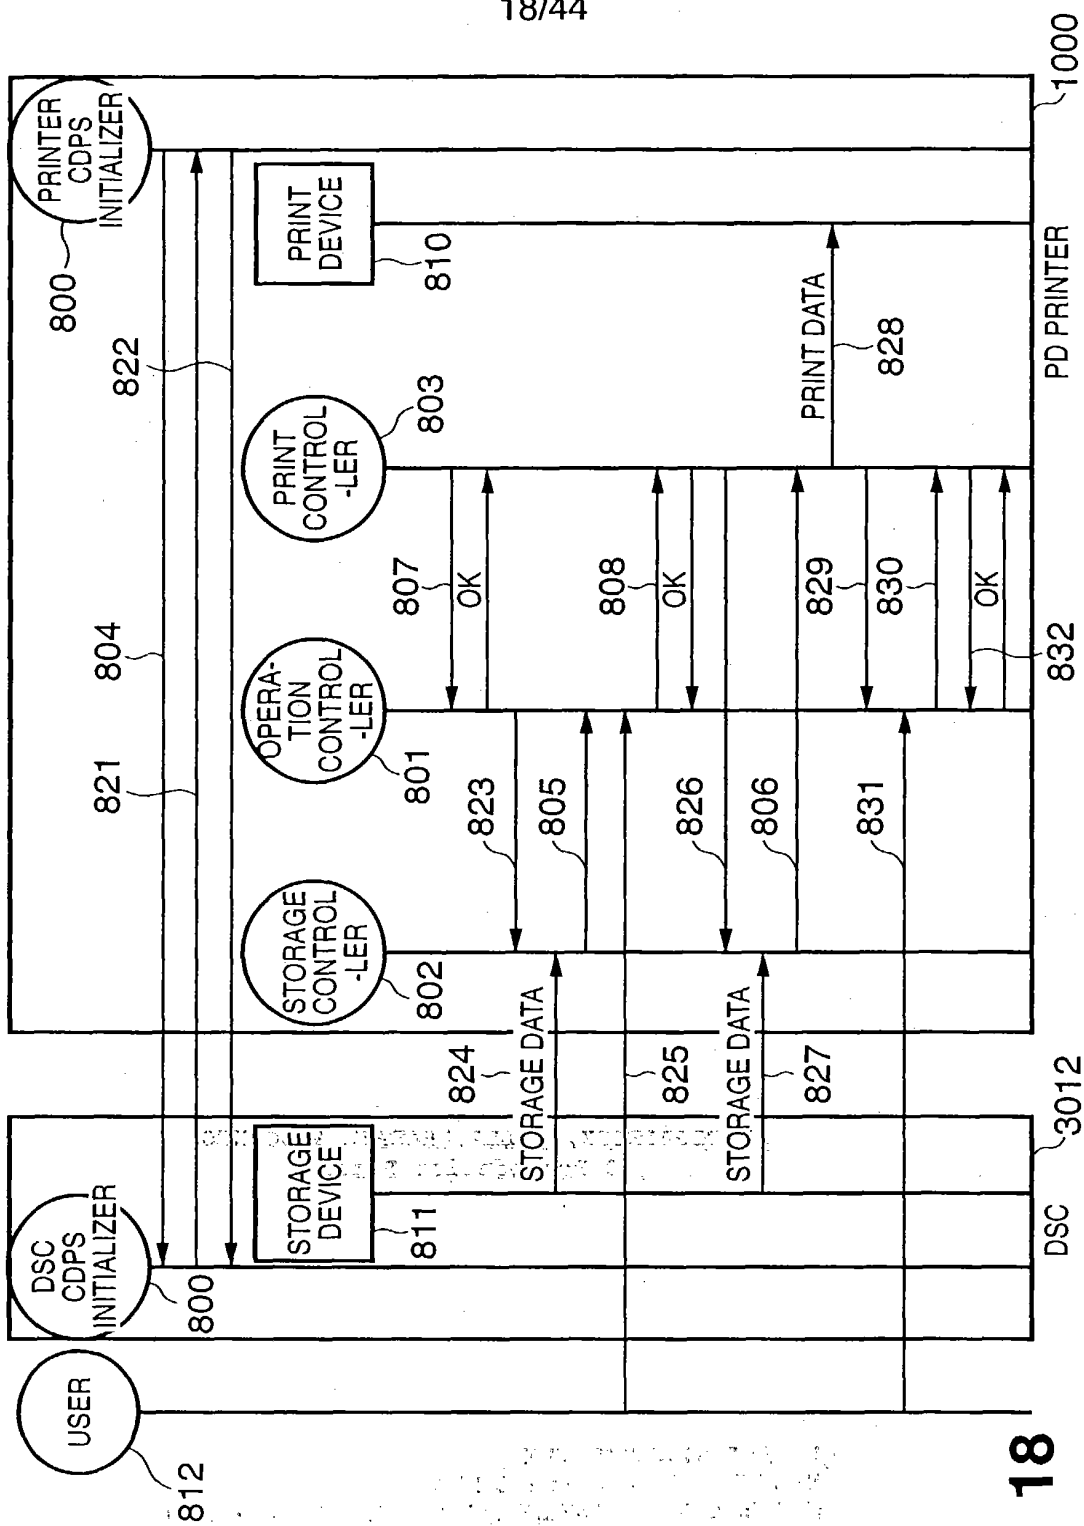 18/44
PRINTER
CDPS
INITIALIZER
800
804
821
822
PRINT
DEVICE
810
PRINT
CONTROL
-LER
803
OPERA-
TION
CONTROL
-LER
801
STORAGE
CONTROL
-LER
802
DSC
CDPS
INITIALIZER
800
STORAGE
DEVICE
811
USER
812
807
OK
823
STORAGE DATA
824
805
825
808
OK
826
STORAGE DATA
827
806
PRINT DATA
828
829
831
830
832
OK
PD PRINTER
1000
DSC
3012
18